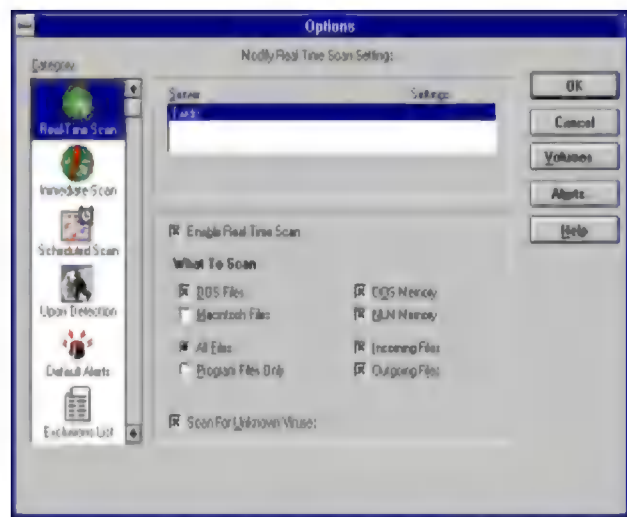 Options
Category
Modify Real Time Scan Settings
Real-Time Scan
Immediate Scan
Scheduled Scan
Upon Detection
Default Alerts
Exclusions List
Server Settings
Enable Real Time Scan
What To Scan
DOS Files
Macintosh Files
All Files
Program Files Only
DOS Memory
NLM Memory
Incoming Files
Outgoing Files
Scan For Unknown Viruses
OK
Cancel
Volumes
Alerts
Help